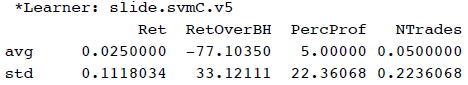 *Learner: slide.svmC.v5
Ret RetOverBH PercProf NTrades
avg 0.0250000 -77.10350 5.00000 0.0500000
std 0.1118034 33.12111 22.36068 0.2236068